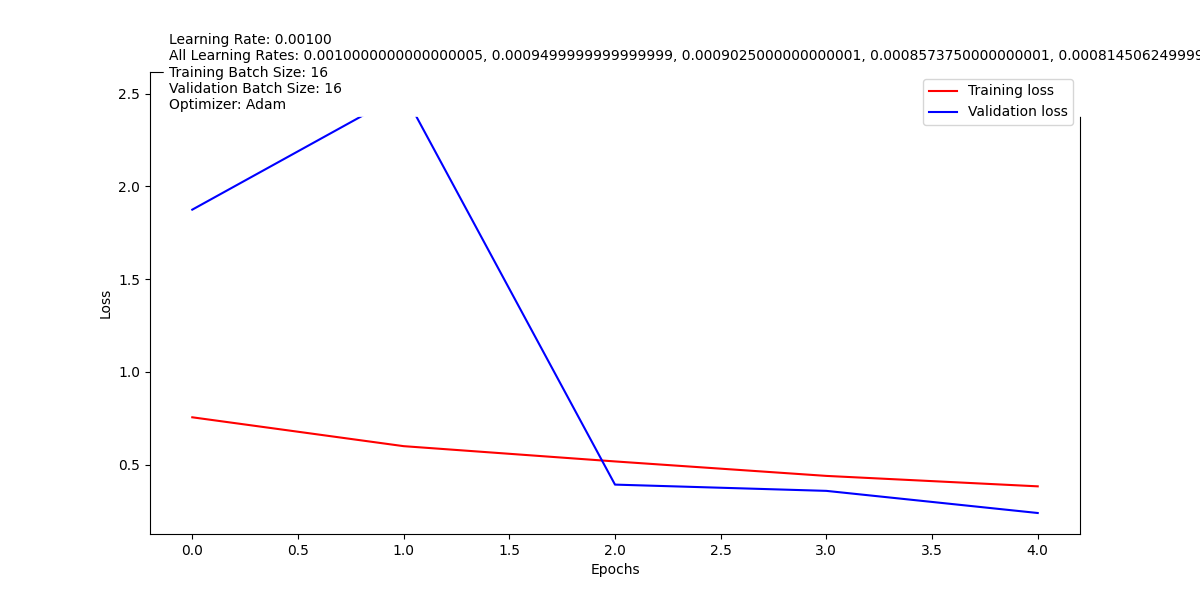 Learning Rate: 0.00100
All Learning Rates: 0.0010000000000000005, 0.0009499999999999999, 0.0009025000000000001, 0.0008573750000000001, 0.000814506249999
Training Batch Size: 16
Validation Batch Size: 16
Optimizer: Adam
Training loss
Validation loss
2.5
2.0
1.5
1.0
0.5
Loss
0.0 0.5 1.0 1.5 2.0 2.5 3.0 3.5 4.0
Epochs